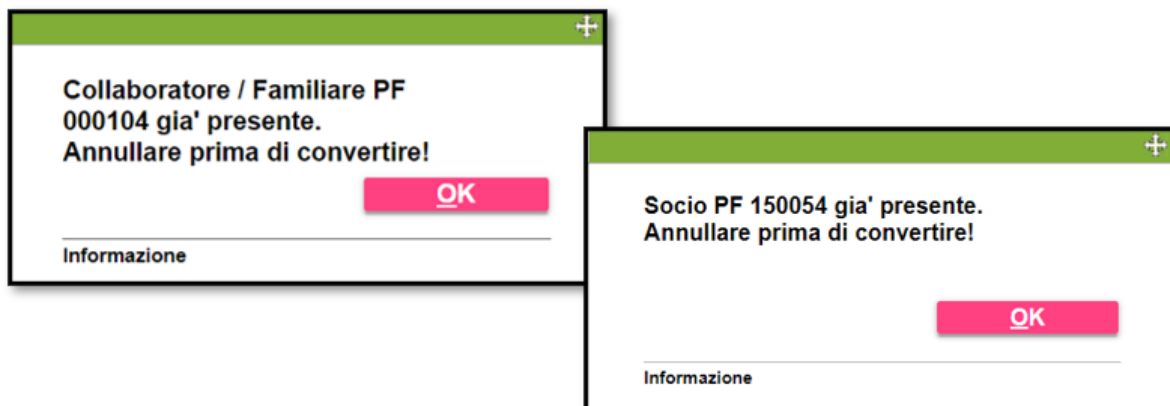 Collaboratore / Familiare PF
000104 gia' presente.
Annullare prima di convertire!
OK
Informazione
Socio PF 150054 gia' presente.
Annullare prima di convertire!
OK
Informazione